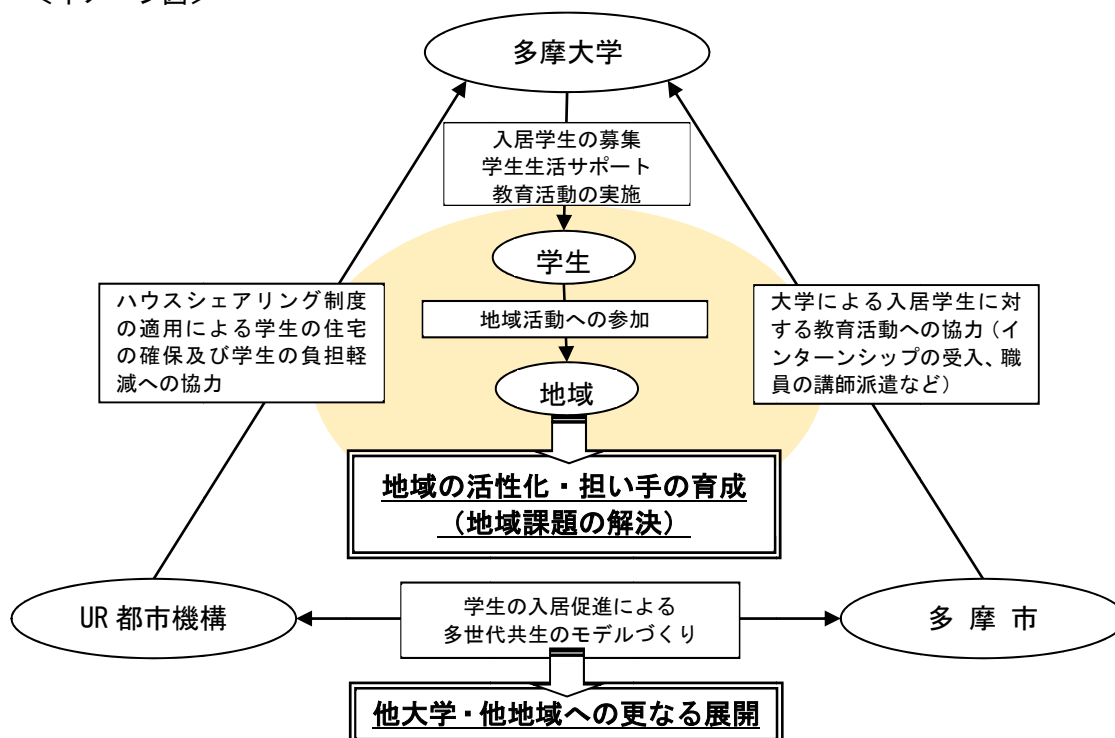 多摩大学
入居学生の募集
学生生活サポート
教育活動の実施
学生
ハウスシェアリング制度
の適用による学生の住宅
の確保及び学生の負担軽
減への協力
地域活動への参加
大学による入居学生に対
する教育活動への協力（イ
ンターンシップの受入、職
員の講師派遣など）
地域
地域の活性化・担い手の育成
（地域課題の解決）
UR都市機構
学生の入居促進による
多世代共生のモデルづくり
多 摩 市
他大学・他地域への更なる展開